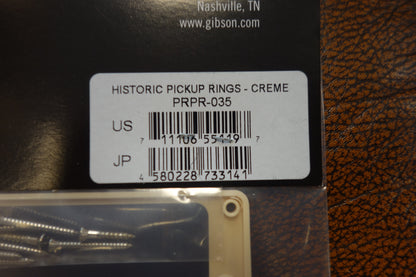 Nashville, TN
www.gibson.com
HISTORIC PICKUP RINGS - CREME
PRPR-035
US
7 11106 55449 7
JP
4 580228 733141